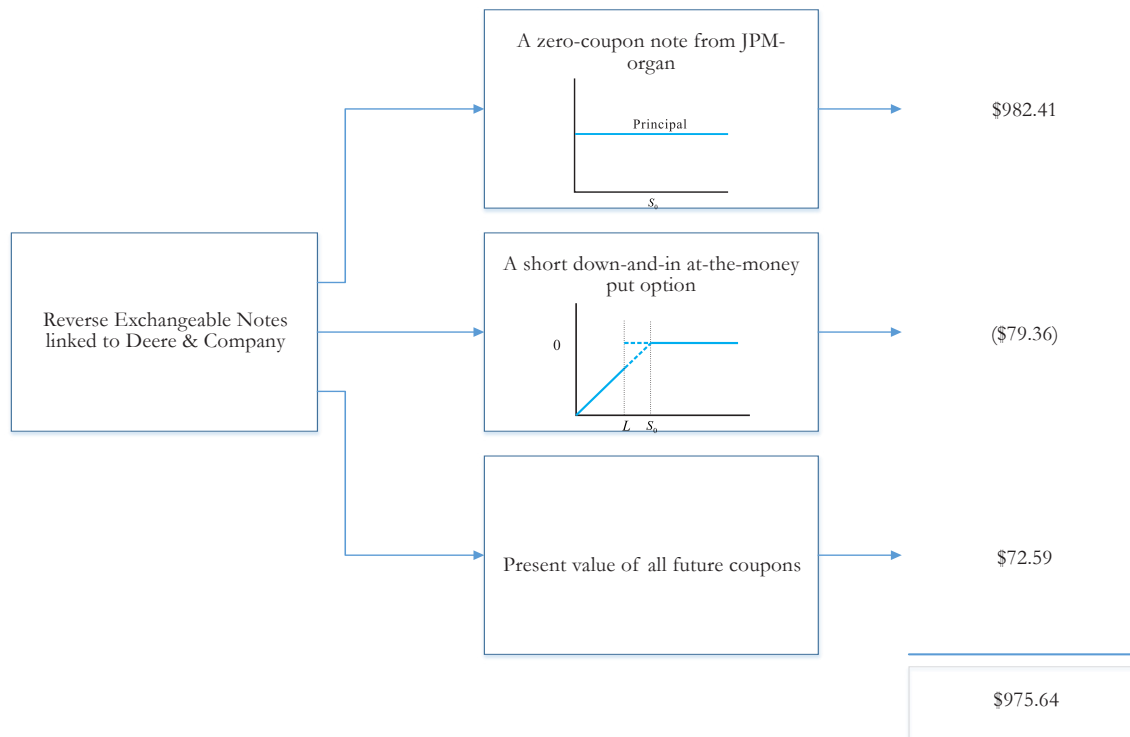 A zero-coupon note from JPM-
organ
Principal
S₀
$982.41
Reverse Exchangeable Notes
linked to Deere & Company
A short down-and-in at-the-money
put option
0
L S₀
($79.36)
Present value of all future coupons
$72.59
$975.64